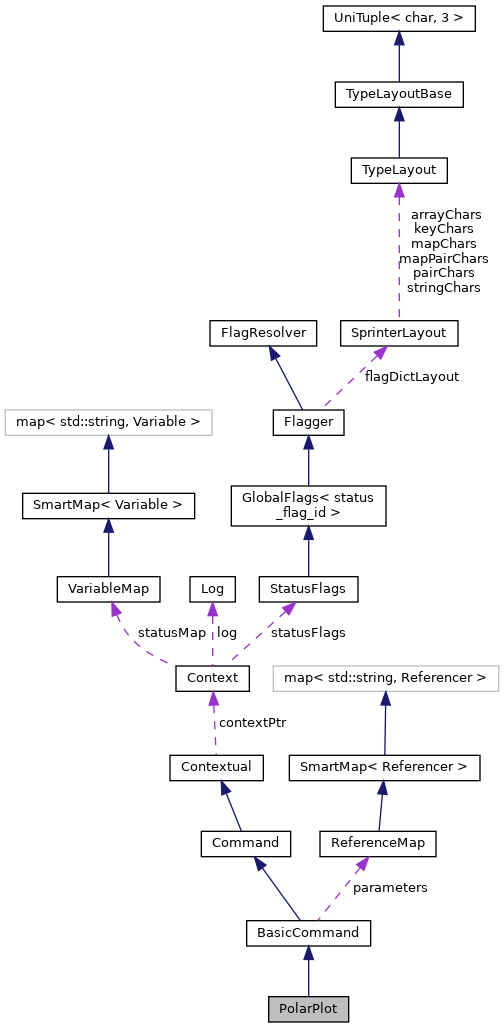 UniTuple< char, 3 >
TypeLayoutBase
TypeLayout
arrayChars
keyChars
mapChars
mapPairChars
pairChars
stringChars
FlagResolver
SprinterLayout
flagDictLayout
map< std::string, Variable >
Flagger
SmartMap< Variable >
GlobalFlags< status
_flag_id >
VariableMap
Log
StatusFlags
statusMap
log
statusFlags
Context
map< std::string, Referencer >
contextPtr
Contextual
SmartMap< Referencer >
Command
ReferenceMap
parameters
BasicCommand
PolarPlot